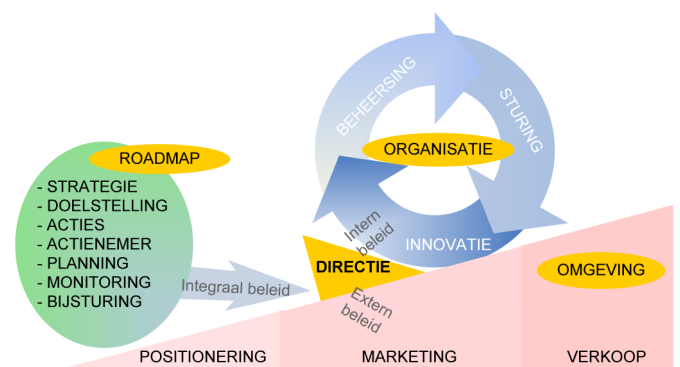 ROADMAP
- STRATEGIE
- DOELSTELLING
- ACTIES
- ACTIENEMER
- PLANNING
- MONITORING
- BIJSTURING
Integraal beleid
BEHEERSING
STURING
ORGANISATIE
INNOVATIE
Intern
beleid
DIRECTIE
Extern
beleid
OMGEVING
POSITIONERING
MARKETING
VERKOOP